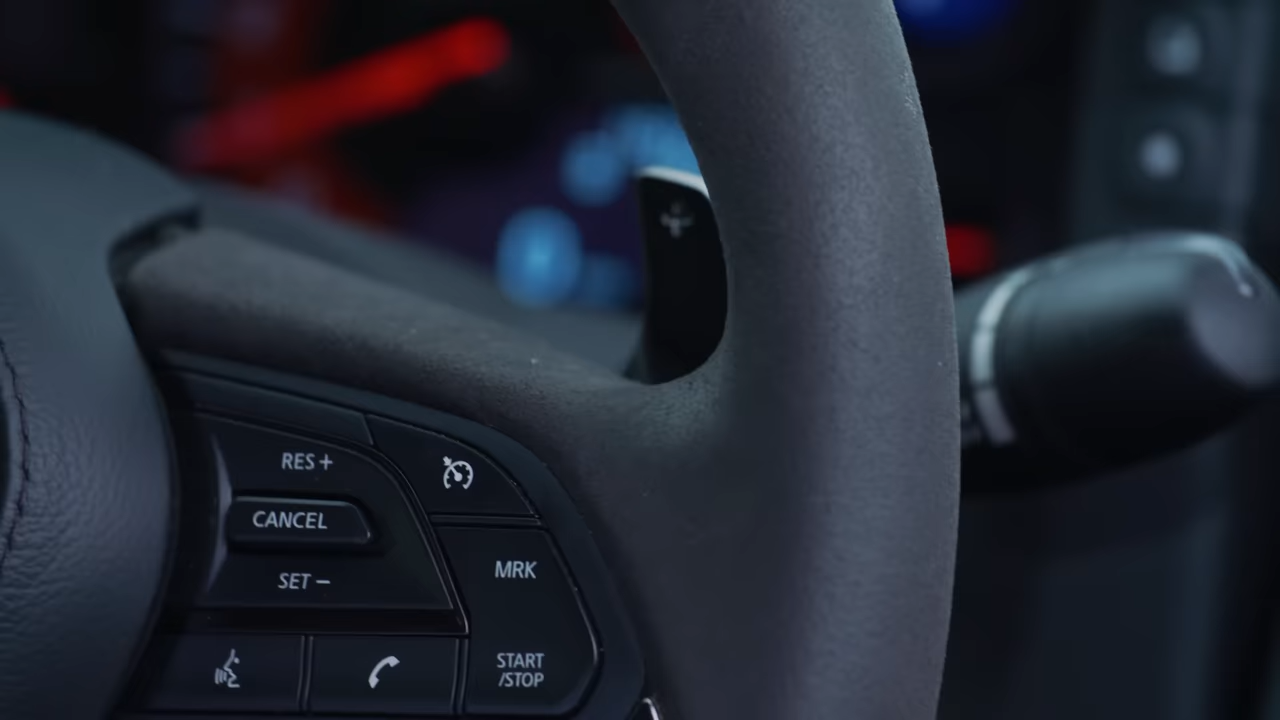 +
RES+
CANCEL
SET−
MRK
START
/STOP